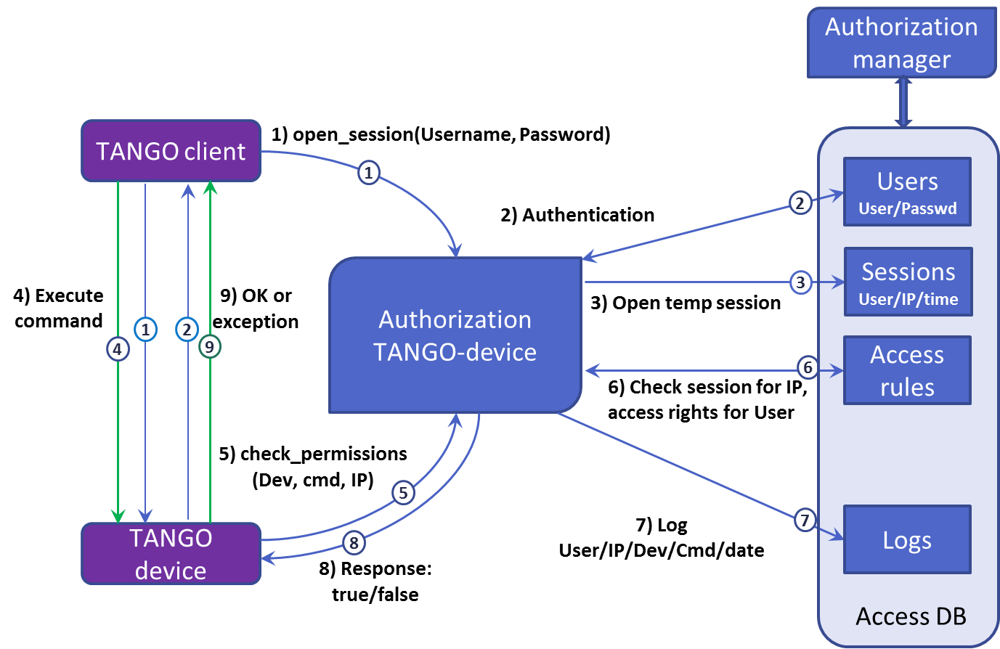 Authorization
manager
TANGO client
1) open_session(Username, Password)
1
Users
User/Passwd
2) Authentication
2
Sessions
User/IP/time
3
3) Open temp session
4) Execute
command
9) OK or
exception
4
1
2
9
Authorization
TANGO-device
Access
rules
6
6) Check session for IP,
access rights for User
5) check_permissions
(Dev, cmd, IP)
5
7) Log
User/IP/Dev/Cmd/date
7
Logs
TANGO
device
8
8) Response:
true/false
Access DB